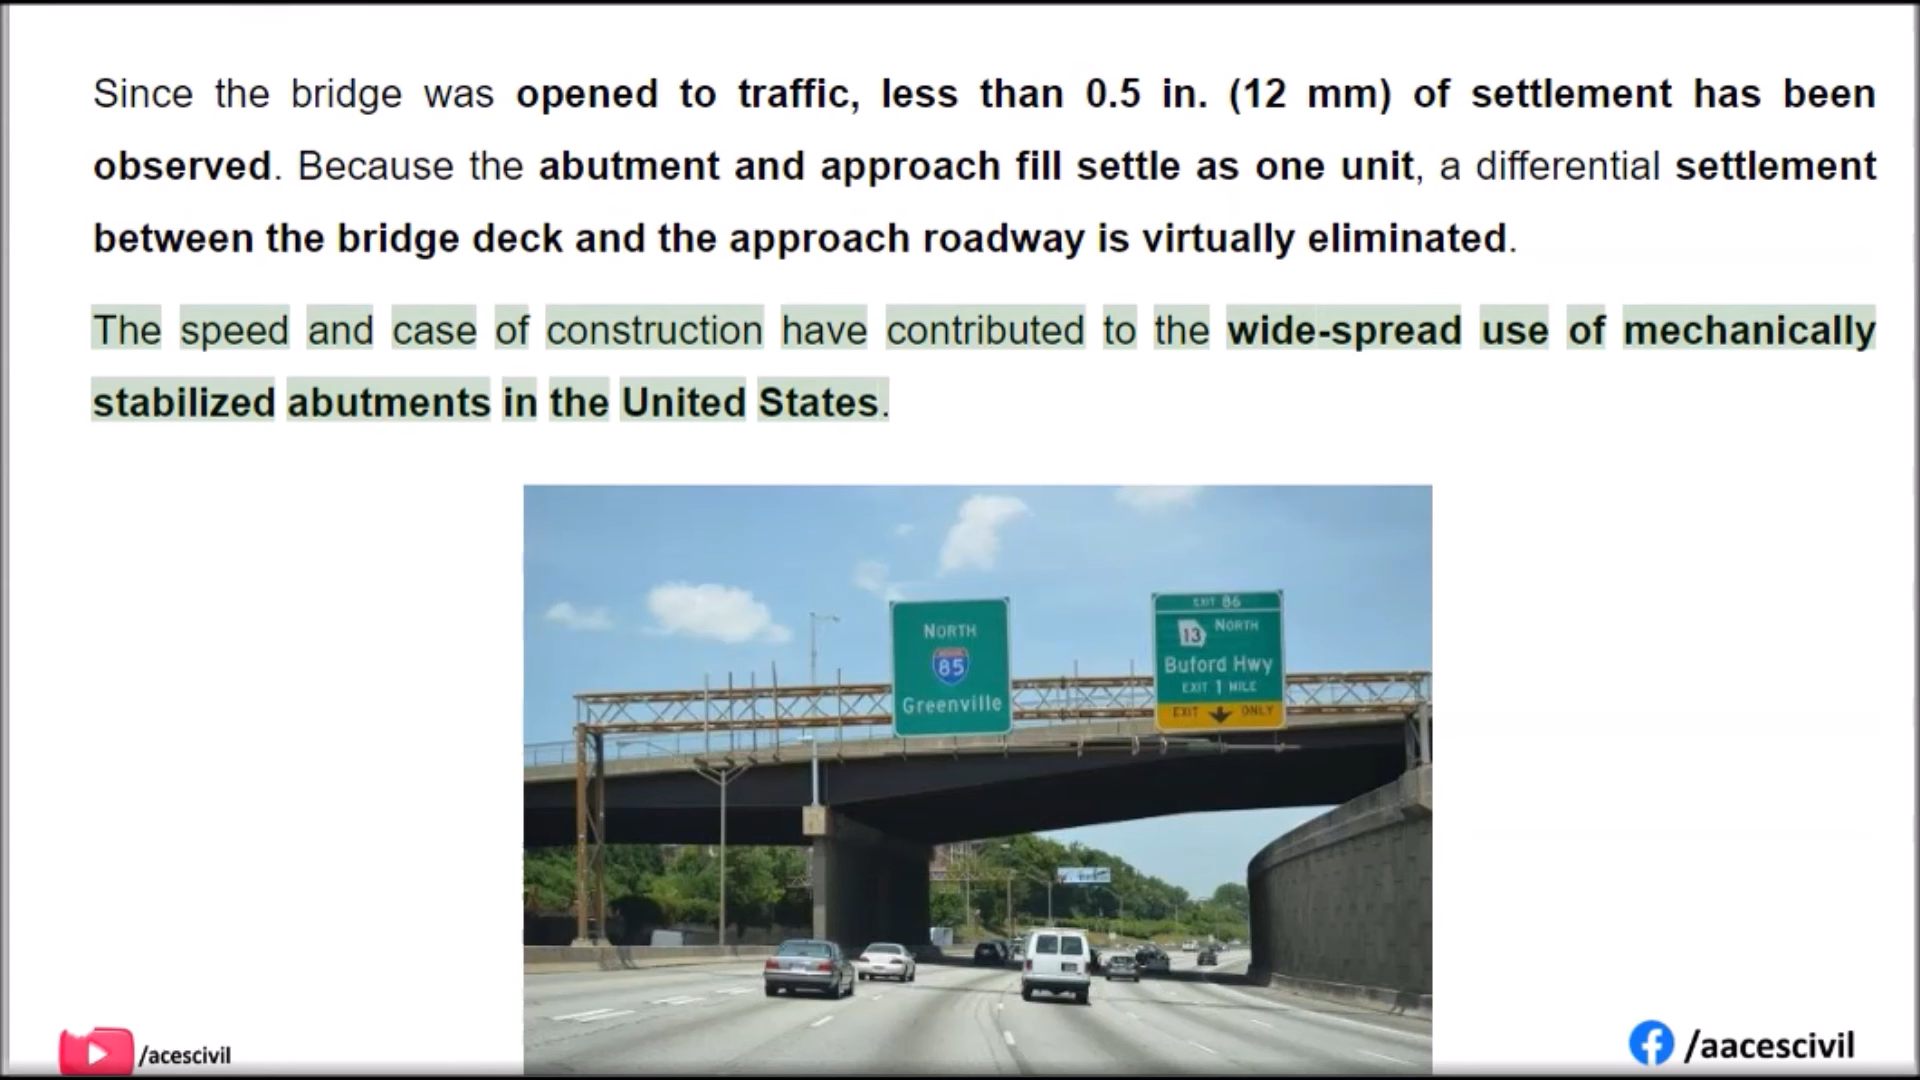 Since the bridge was opened to traffic, less than 0.5 in. (12 mm) of settlement has been
observed. Because the abutment and approach fill settle as one unit, a differential settlement
between the bridge deck and the approach roadway is virtually eliminated.
The speed and case of construction have contributed to the wide-spread use of mechanically
stabilized abutments in the United States.
NORTH
85
Greenville
EXIT 86
13 NORTH
Buford Hwy
EXIT 1 MILE
EXIT ONLY
/acescivil
/aacescivil